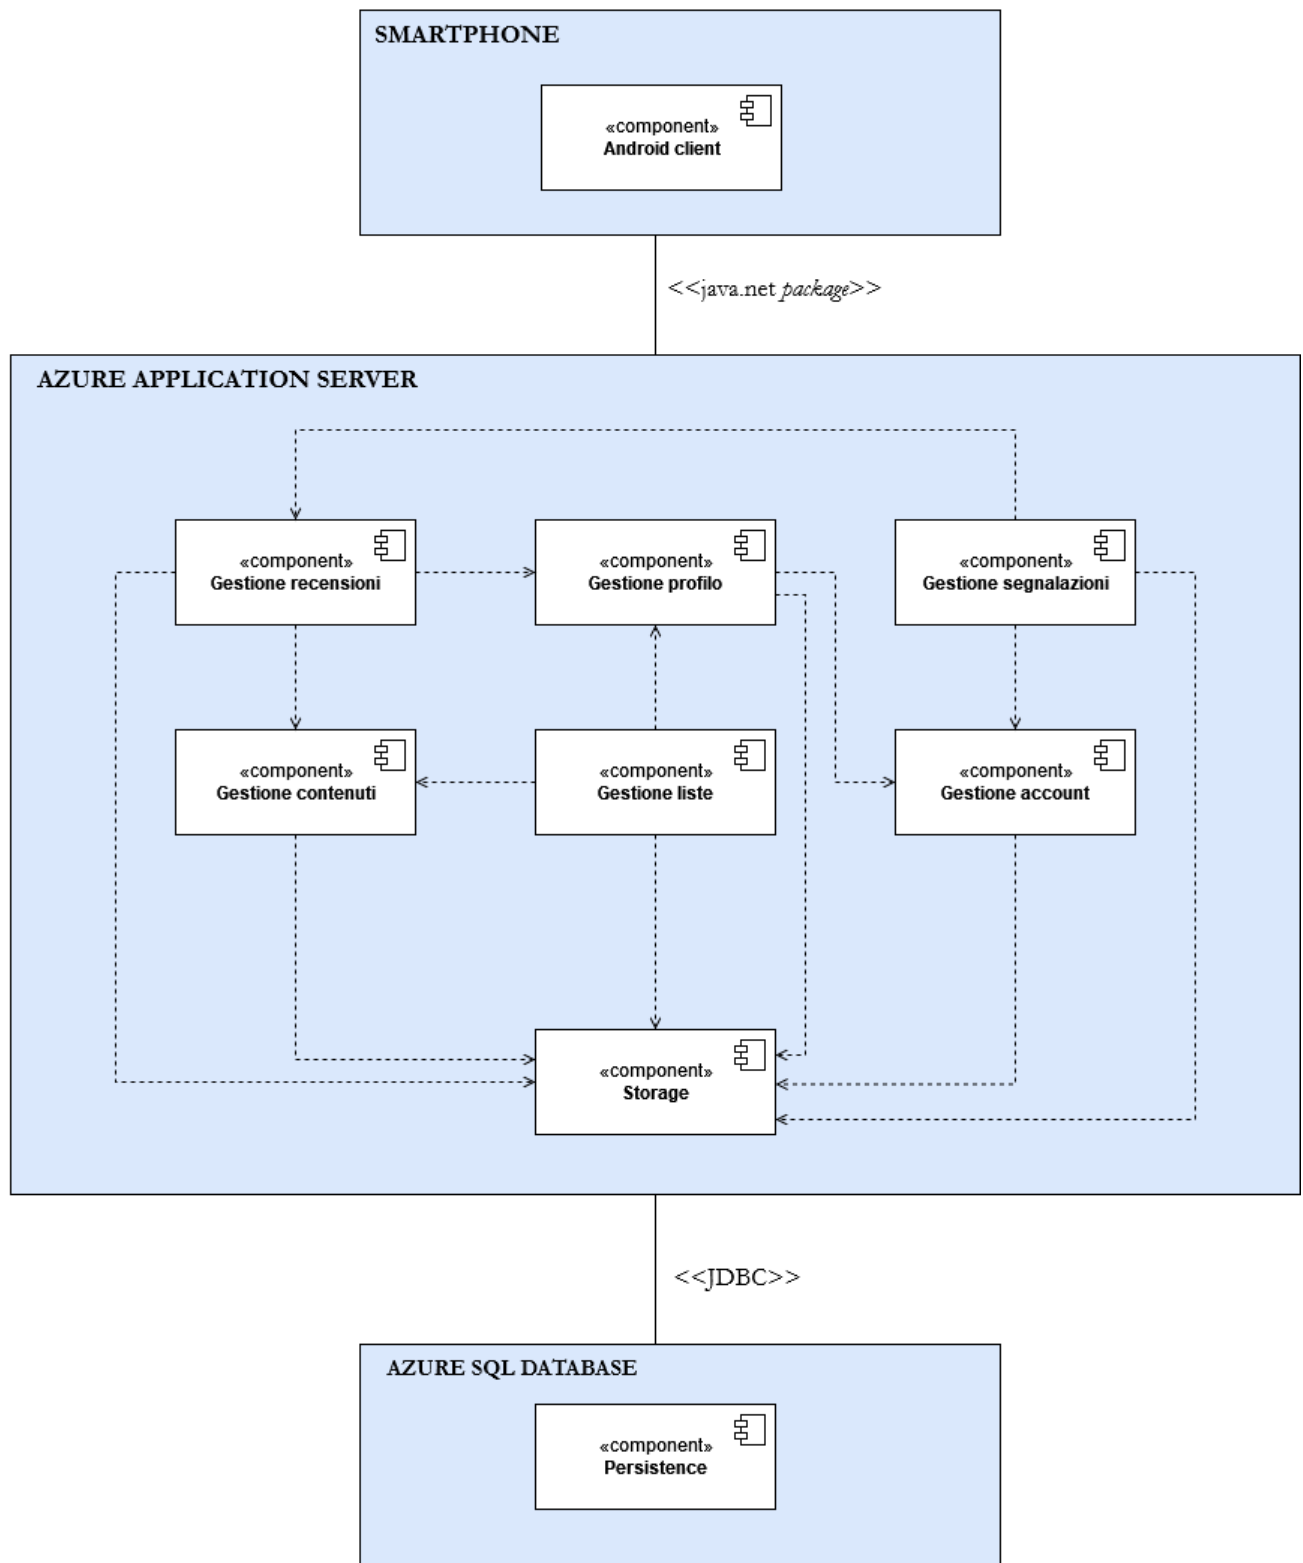 SMARTPHONE
«component»
Android client
<<java.net package>>
AZURE APPLICATION SERVER
«component»
Gestione recensioni
«component»
Gestione profilo
«component»
Gestione segnalazioni
«component»
Gestione contenuti
«component»
Gestione liste
«component»
Gestione account
«component»
Storage
<<JDBC>>
AZURE SQL DATABASE
«component»
Persistence